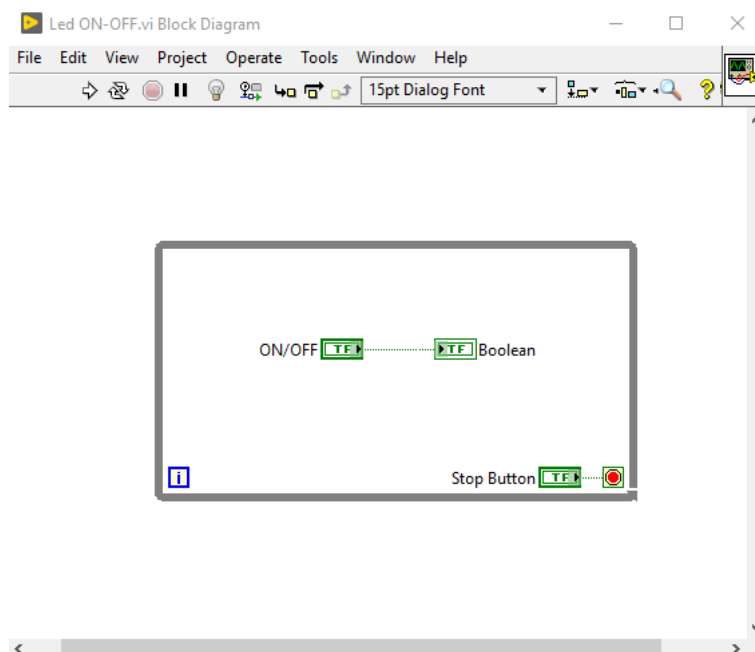 Led ON-OFF.vi Block Diagram
File Edit View Project Operate Tools Window Help
15pt Dialog Font
ON/OFF TF TF Boolean
i
Stop Button TF